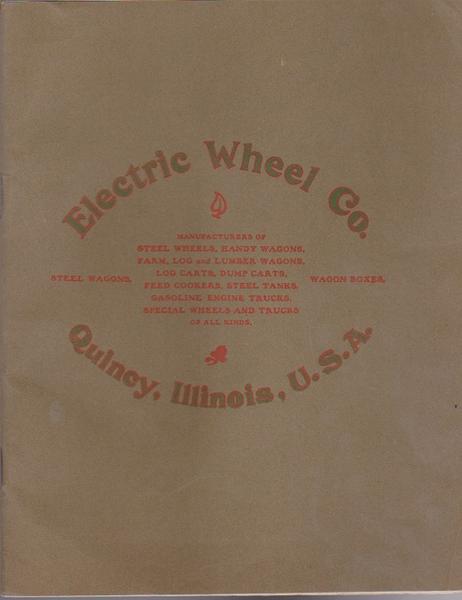 Electric Wheel Co.
MANUFACTURERS OF
STEEL WHEELS, HANDY WAGONS,
FARM, LOG and LUMBER WAGONS,
LOG CARTS, DUMP CARTS,
STEEL WAGONS,
WAGON BOXES,
FEED COOKERS, STEEL TANKS,
GASOLINE ENGINE TRUCKS,
SPECIAL WHEELS AND TRUCKS
OF ALL KINDS.
Quincy, Illinois, U.S.A.